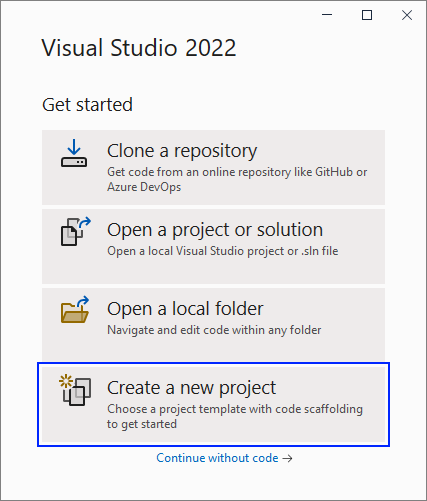 Visual Studio 2022
Get started
Clone a repository
Get code from an online repository like GitHub or
Azure DevOps
Open a project or solution
Open a local Visual Studio project or .sln file
Open a local folder
Navigate and edit code within any folder
Create a new project
Choose a project template with code scaffolding
to get started
Continue without code →